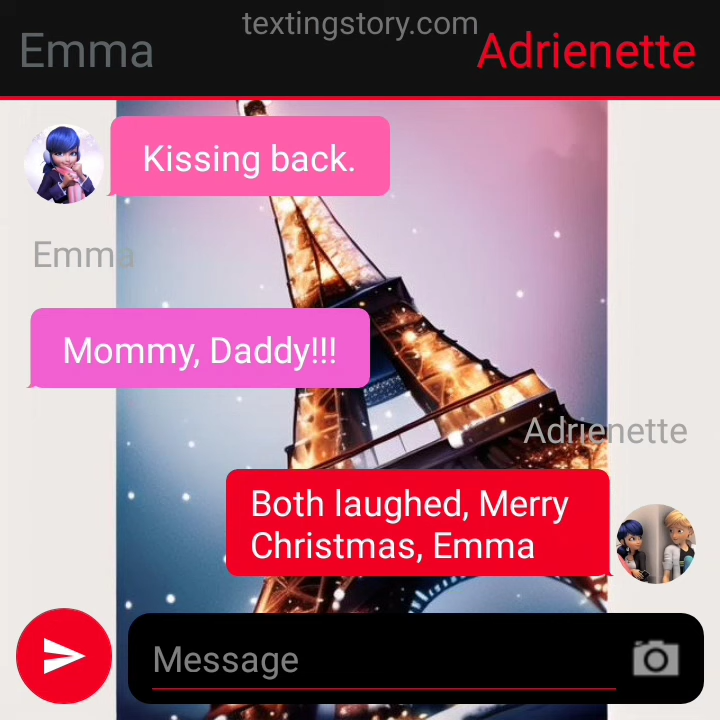 textingstory.com
Emma
Adrienette
Kissing back.
Emma
Mommy, Daddy!!!
Adrienette
Both laughed, Merry
Christmas, Emma
Message